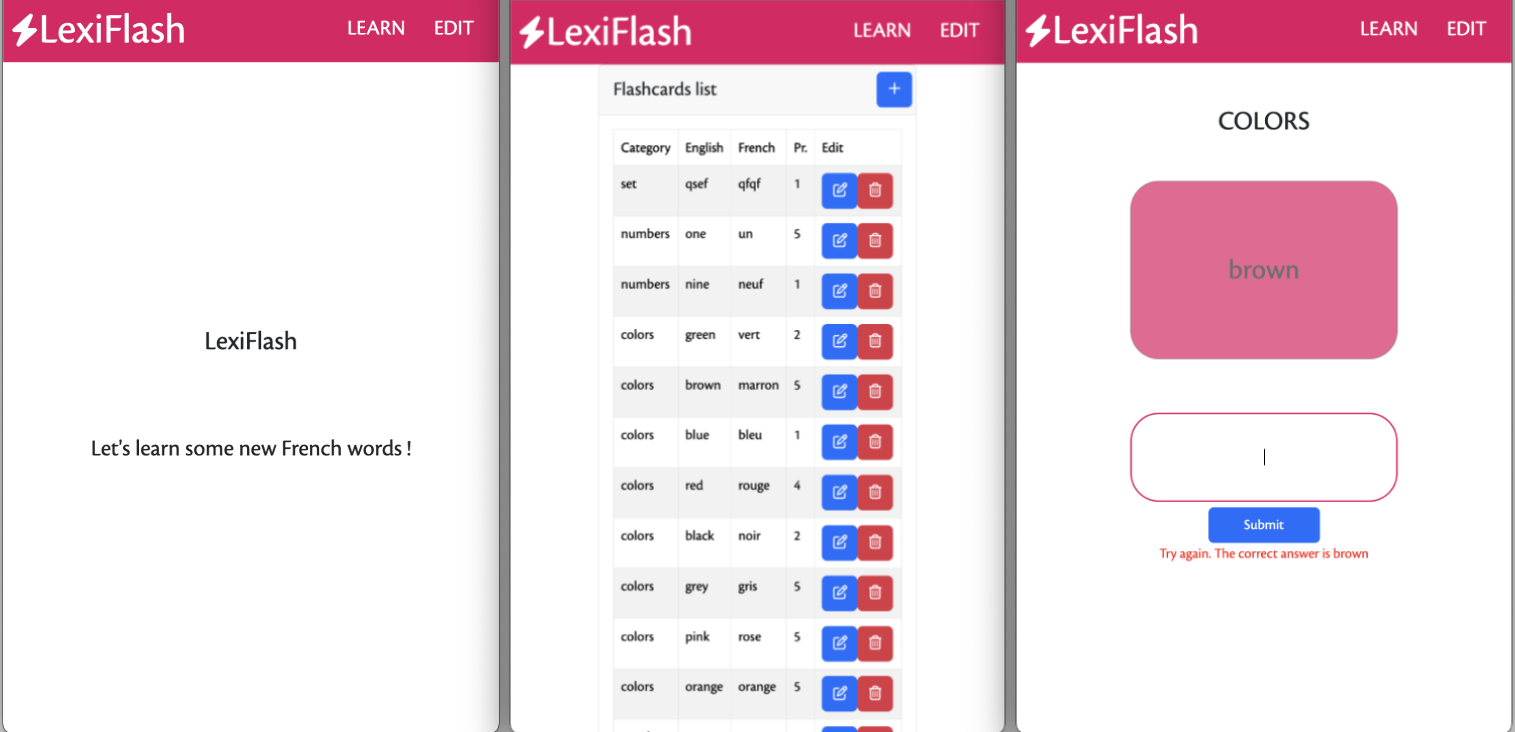 LexiFlash LEARN EDIT
LexiFlash
Let's learn some new French words !
LexiFlash LEARN EDIT
Flashcards list +
Category English French Pr. Edit
set qsef qfqf 1
numbers one un 5
numbers nine neuf 1
colors green vert 2
colors brown marron 5
colors blue bleu 1
colors red rouge 4
colors black noir 2
colors grey gris 5
colors pink rose 5
colors orange orange 5
LexiFlash LEARN EDIT
COLORS
brown
Submit
Try again. The correct answer is brown